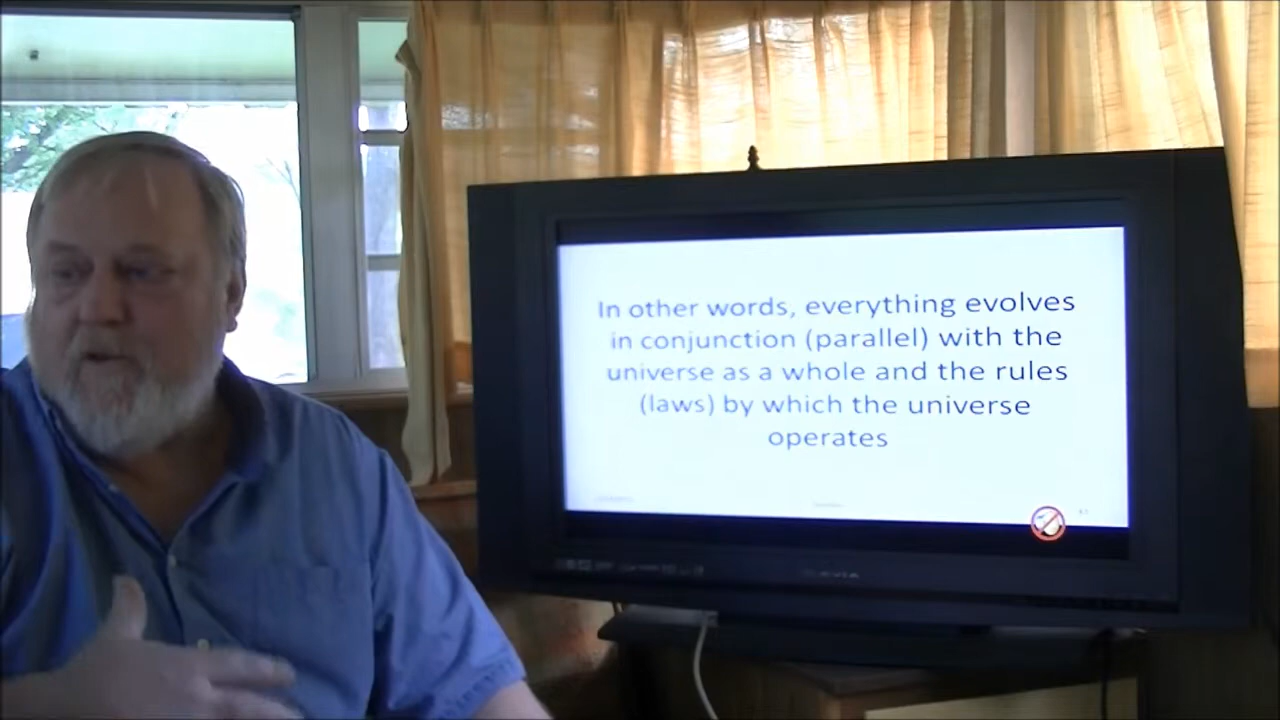 In other words, everything evolves
in conjunction (parallel) with the
universe as a whole and the rules
(laws) by which the universe
operates